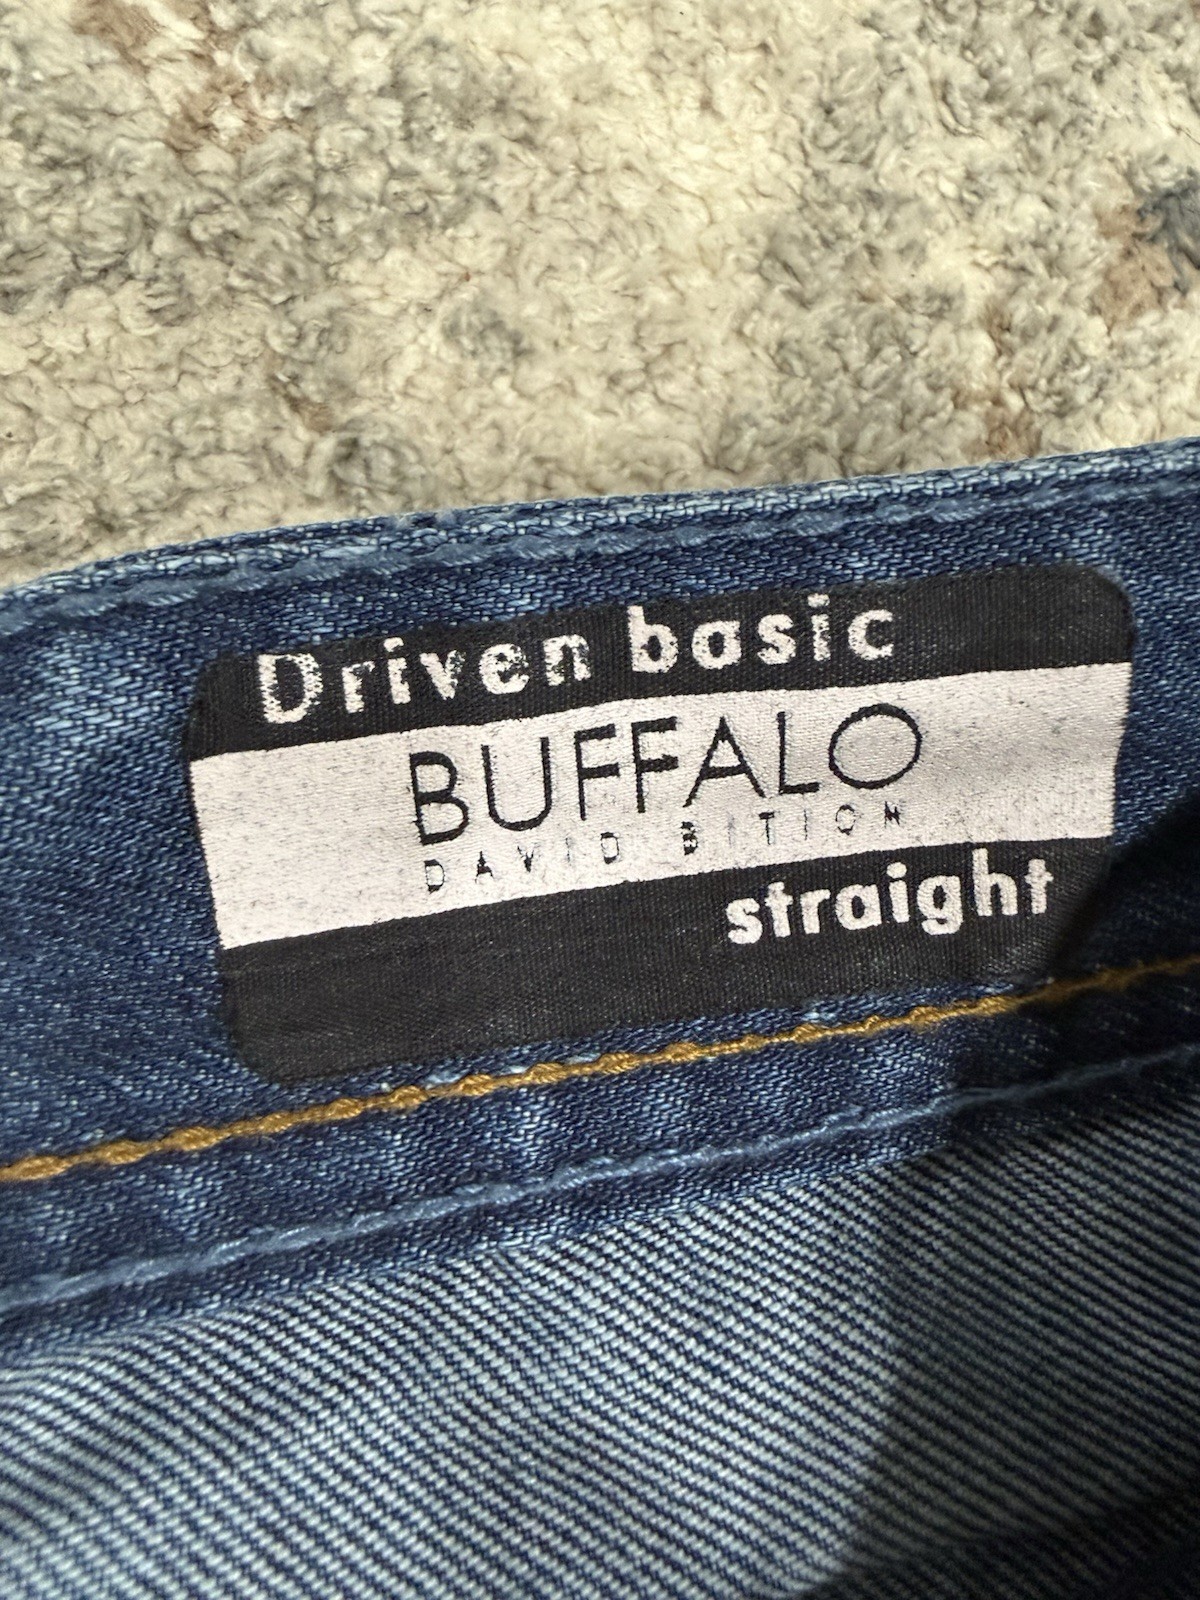 Driven basic
BUFFALO
DAVID BITTON
straight